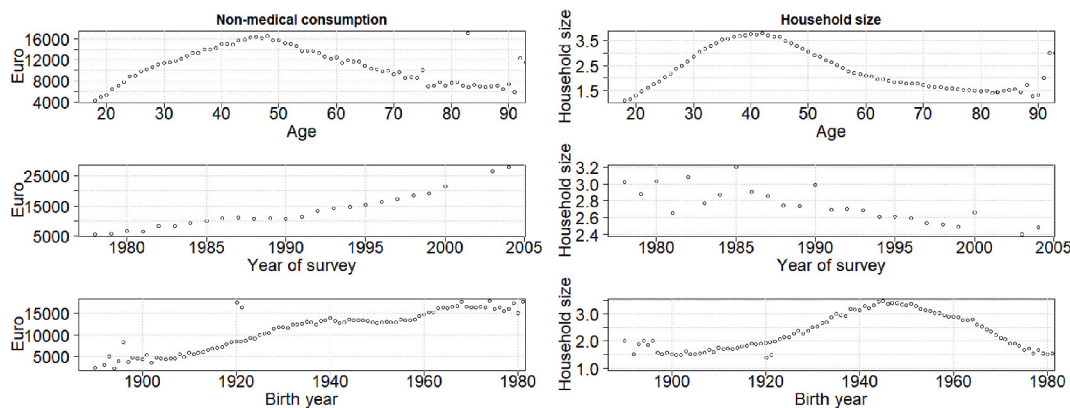 Non-medical consumption
Euro
16000
12000
8000
4000
20 30 40 50 60 70 80 90
Age
Household size
Household size
3.5
2.5
1.5
20 30 40 50 60 70 80 90
Age
Euro
25000
15000
5000
1980 1985 1990 1995 2000 2005
Year of survey
Household size
3.2
3.0
2.8
2.6
2.4
1980 1985 1990 1995 2000 2005
Year of survey
Euro
15000
10000
5000
1900 1920 1940 1960 1980
Birth year
Household size
3.0
2.0
1.0
1900 1920 1940 1960 1980
Birth year